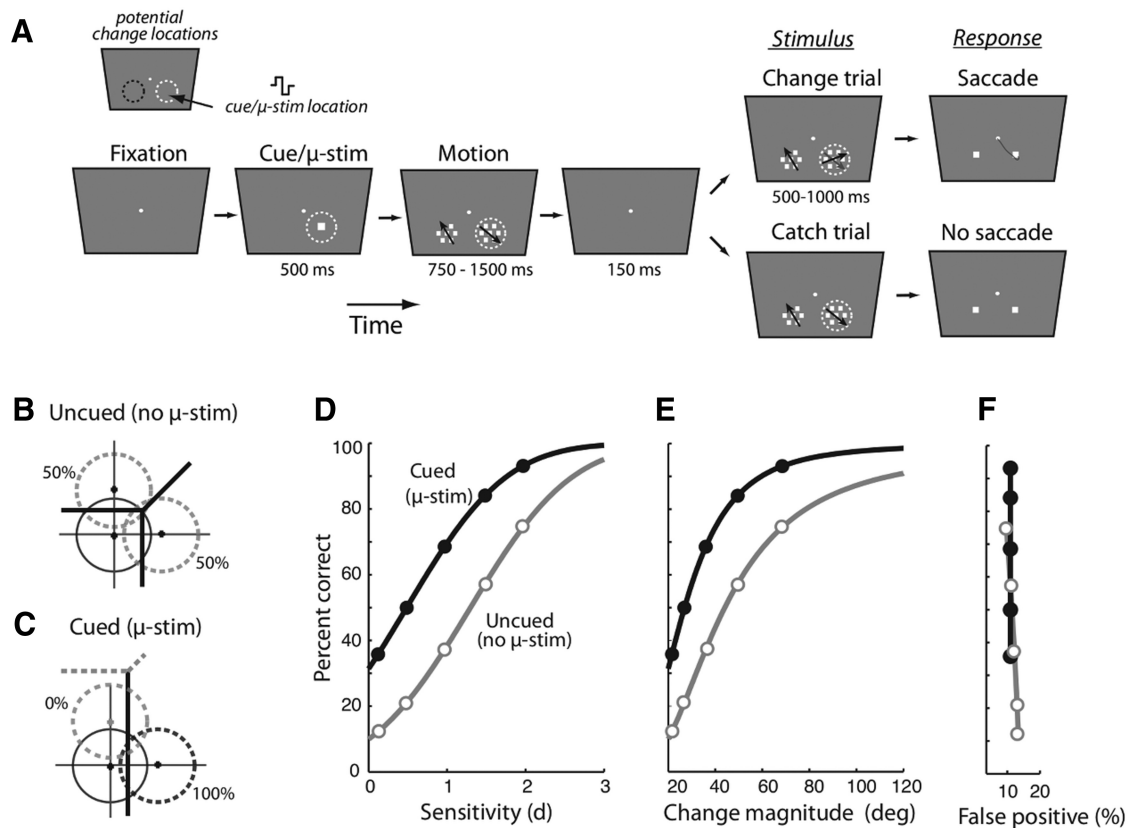 A
potential
change locations
cue/μ-stim location
Stimulus
Response
Change trial
Saccade
Fixation
Cue/μ-stim
Motion
500-1000 ms
Catch trial
No saccade
500 ms
750 - 1500 ms
150 ms
Time
B
Uncued (no μ-stim)
50%
50%
C
Cued (μ-stim)
0%
100%
D
100
80
60
40
20
0
Percent correct
Cued
(μ-stim)
Uncued
(no μ-stim)
0 1 2 3
Sensitivity (d)
E
20 40 60 80 100 120
Change magnitude (deg)
F
10 20
False positive (%)